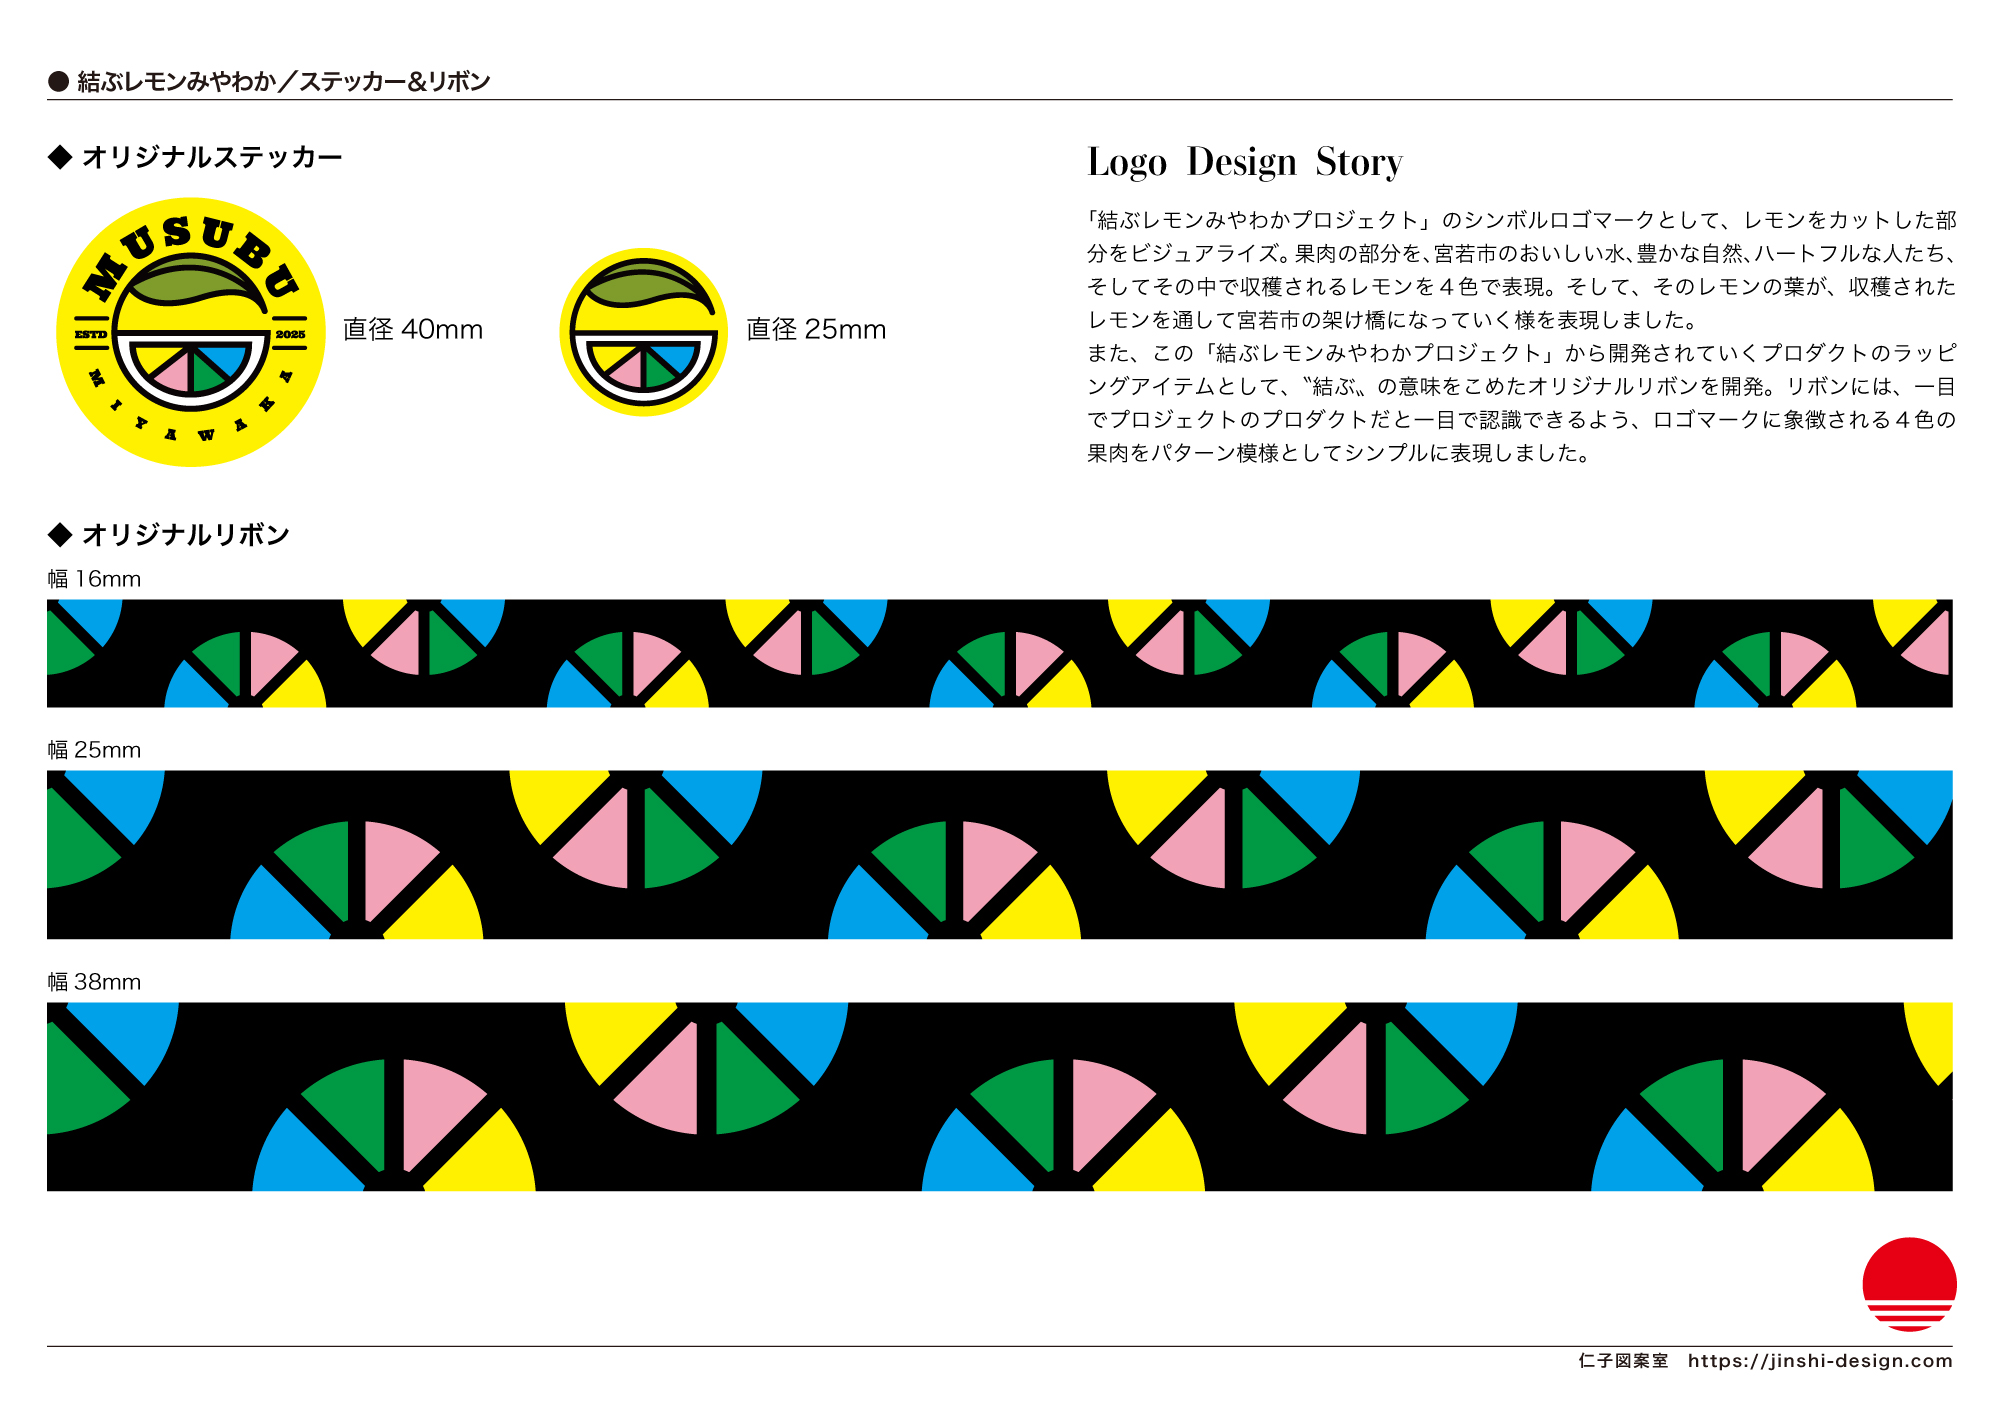 ● 結ぶレモンみやわか／ステッカー＆リボン
◆ オリジナルステッカー
MUSUBU
ESTD
2025
MIYAWAKA
直径 40mm
直径 25mm
Logo Design Story
「結ぶレモンみやわかプロジェクト」のシンボルロゴマークとして、レモンをカットした部
分をビジュアライズ。果肉の部分を、宮若市のおいしい水、豊かな自然、ハートフルな人たち、
そしてその中で収穫されるレモンを４色で表現。そして、そのレモンの葉が、収穫された
レモンを通して宮若市の架け橋になっていく様を表現しました。
また、この「結ぶレモンみやわかプロジェクト」から開発されていくプロダクトのラッピ
ングアイテムとして、〝結ぶ〟の意味をこめたオリジナルリボンを開発。リボンには、一目
でプロジェクトのプロダクトだと一目で認識できるよう、ロゴマークに象徴される４色の
果肉をパターン模様としてシンプルに表現しました。
◆ オリジナルリボン
幅 16mm
幅 25mm
幅 38mm
仁子図案室　https://jinshi-design.com